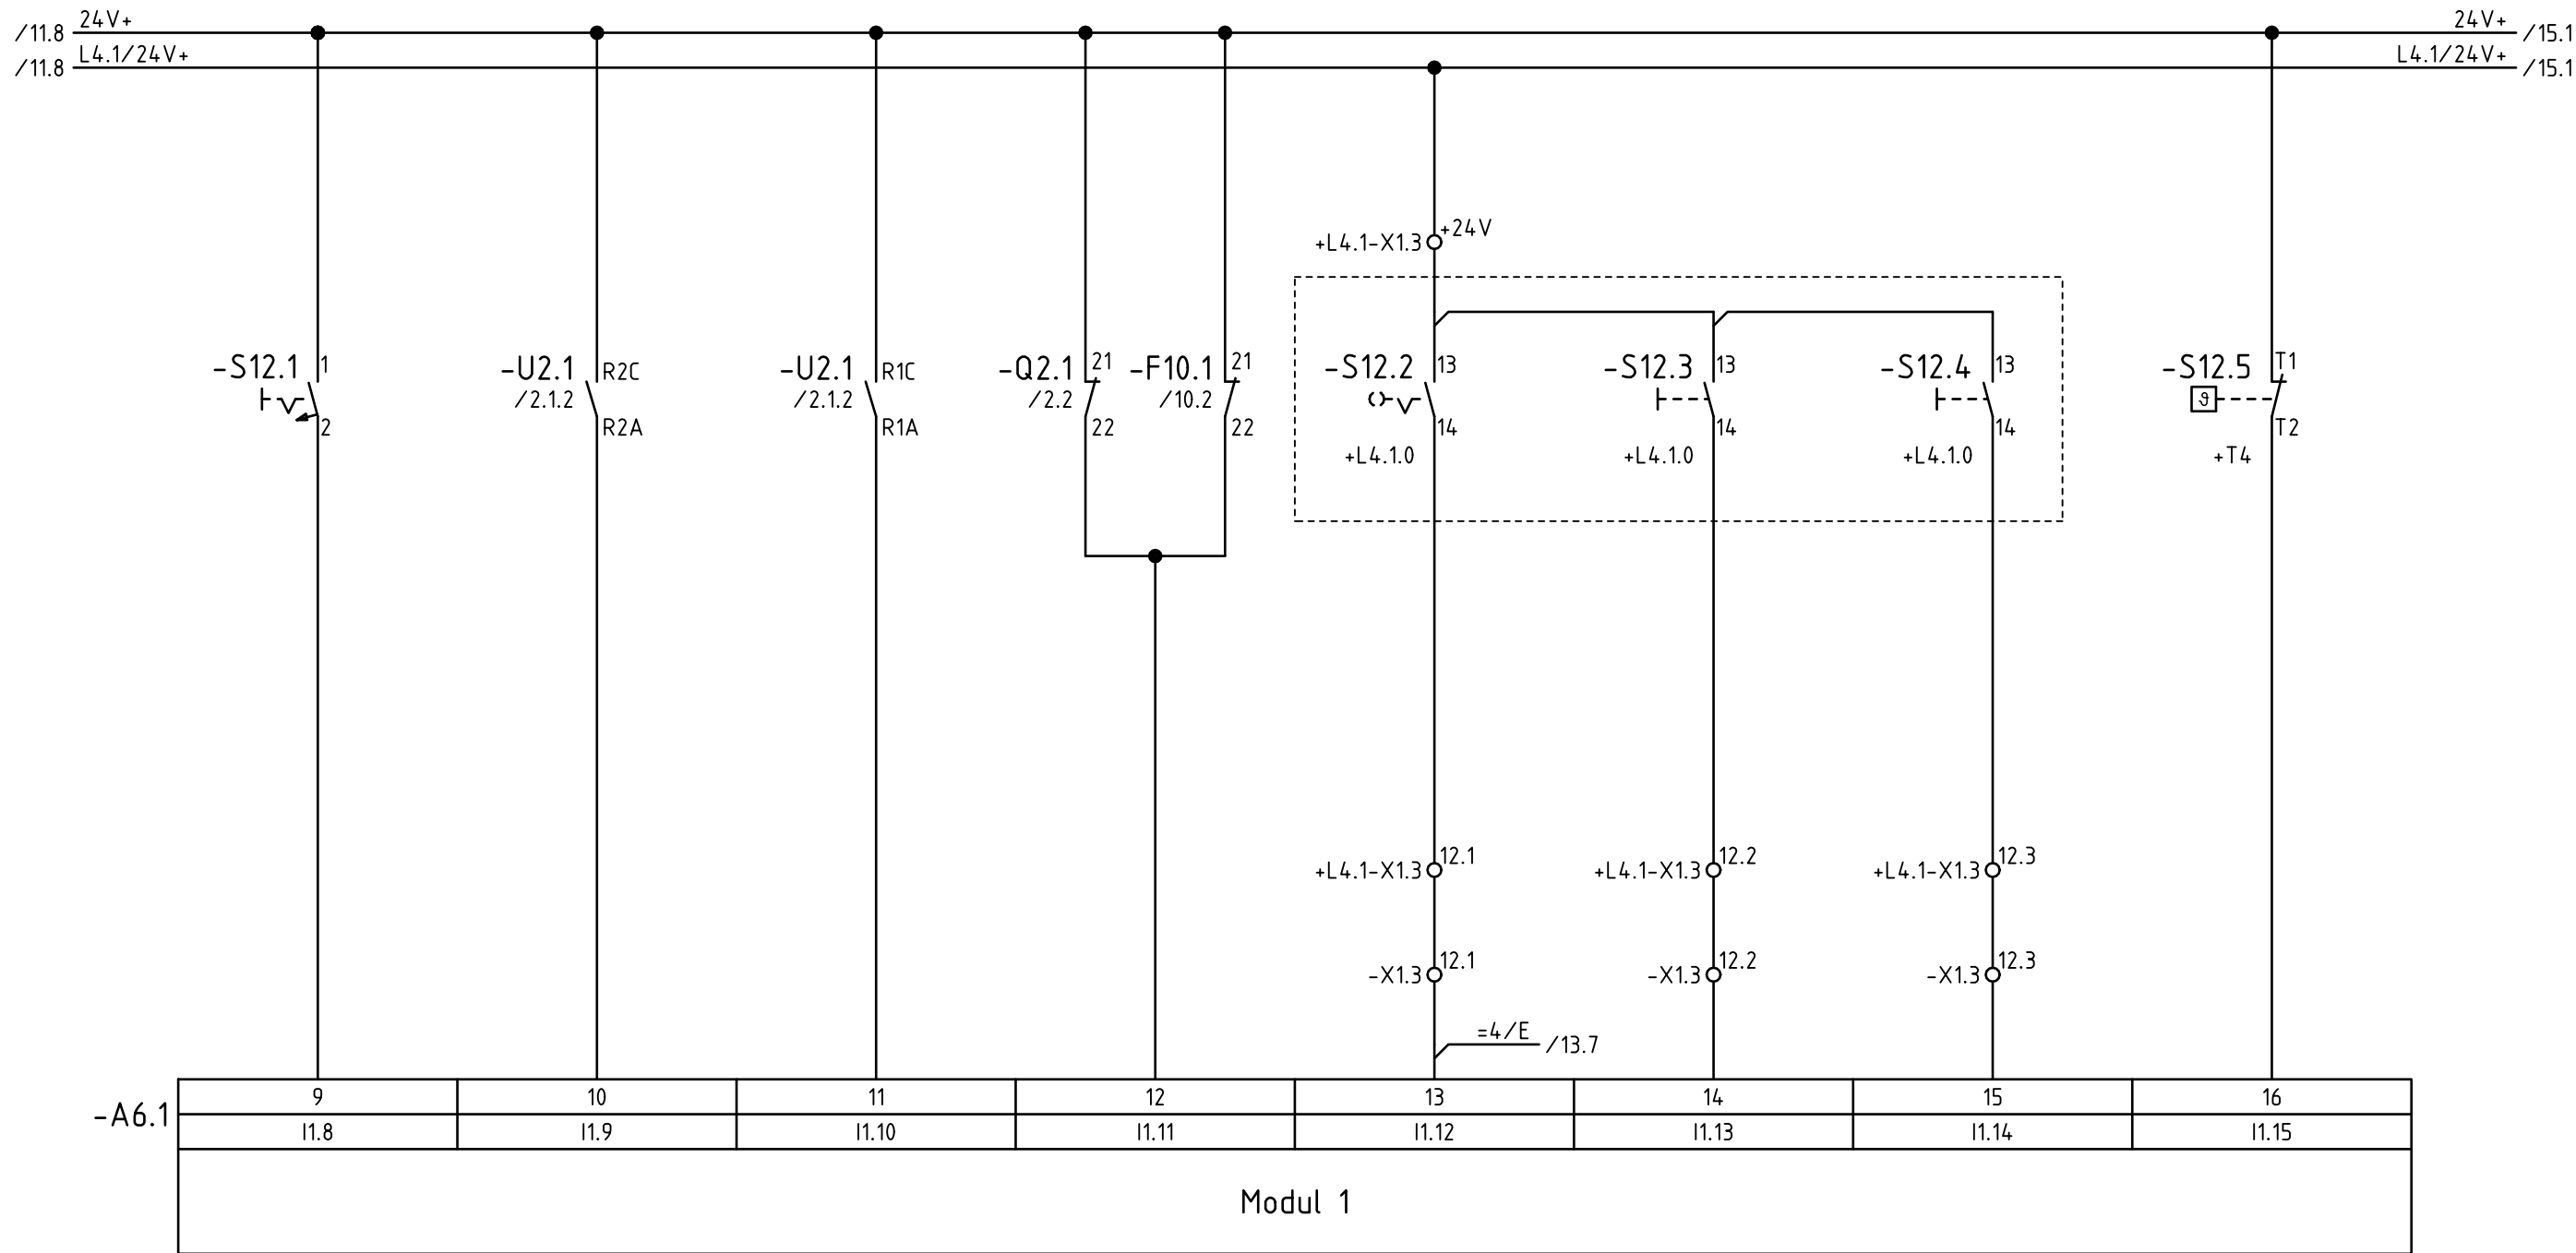 24V+ 24V+
/11.8 /15.1
L4.1/24V+ L4.1/24V+
/11.8 /15.1
+24V
+L4.1-X1.3
-S12.1 1 -U2.1 R2C -U2.1 R1C -Q2.1 21 -F10.1 21 -S12.2 13 -S12.3 13 -S12.4 13 -S12.5 T1
/2.1.2 /2.1.2 /2.2 /10.2 ϑ
2 R2A R1A 22 22 14 14 14 T2
+L4.1.0 +L4.1.0 +L4.1.0 +T4
12.1 12.2 12.3
+L4.1-X1.3 +L4.1-X1.3 +L4.1-X1.3
12.1 12.2 12.3
-X1.3 -X1.3 -X1.3
=4/E /13.7
9 10 11 12 13 14 15 16
-A6.1
I1.8 I1.9 I1.10 I1.11 I1.12 I1.13 I1.14 I1.15
Modul 1